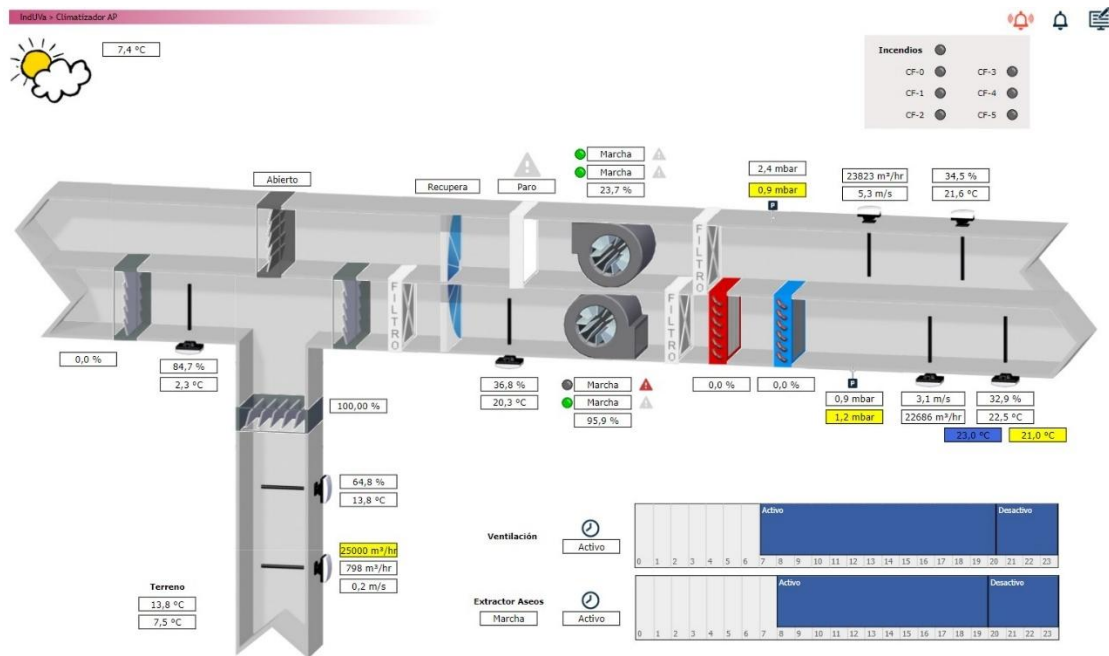 IndUVa » Climatizador AP
7,4 °C
Incendios
CF-0
CF-3
CF-1
CF-4
CF-2
CF-5
Marcha
Marcha
23,7 %
Abierto
Recupera
Paro
2,4 mbar
0,9 mbar
23823 m³/hr
5,3 m/s
34,5 %
21,6 °C
FILTRO
FILTRO
FILTRO
0,0 %
84,7 %
2,3 °C
36,8 %
20,3 °C
Marcha
Marcha
95,9 %
0,0 %
0,0 %
P
P
0,9 mbar
1,2 mbar
3,1 m/s
22686 m³/hr
32,9 %
22,5 °C
23,0 °C
21,0 °C
100,00 %
64,8 %
13,8 °C
25000 m³/hr
798 m³/hr
0,2 m/s
Terreno
13,8 °C
7,5 °C
Ventilación
Activo
Activo
Desactivo
0 1 2 3 4 5 6 7 8 9 10 11 12 13 14 15 16 17 18 19 20 21 22 23
Extractor Aseos
Marcha
Activo
Activo
Desactivo
0 1 2 3 4 5 6 7 8 9 10 11 12 13 14 15 16 17 18 19 20 21 22 23